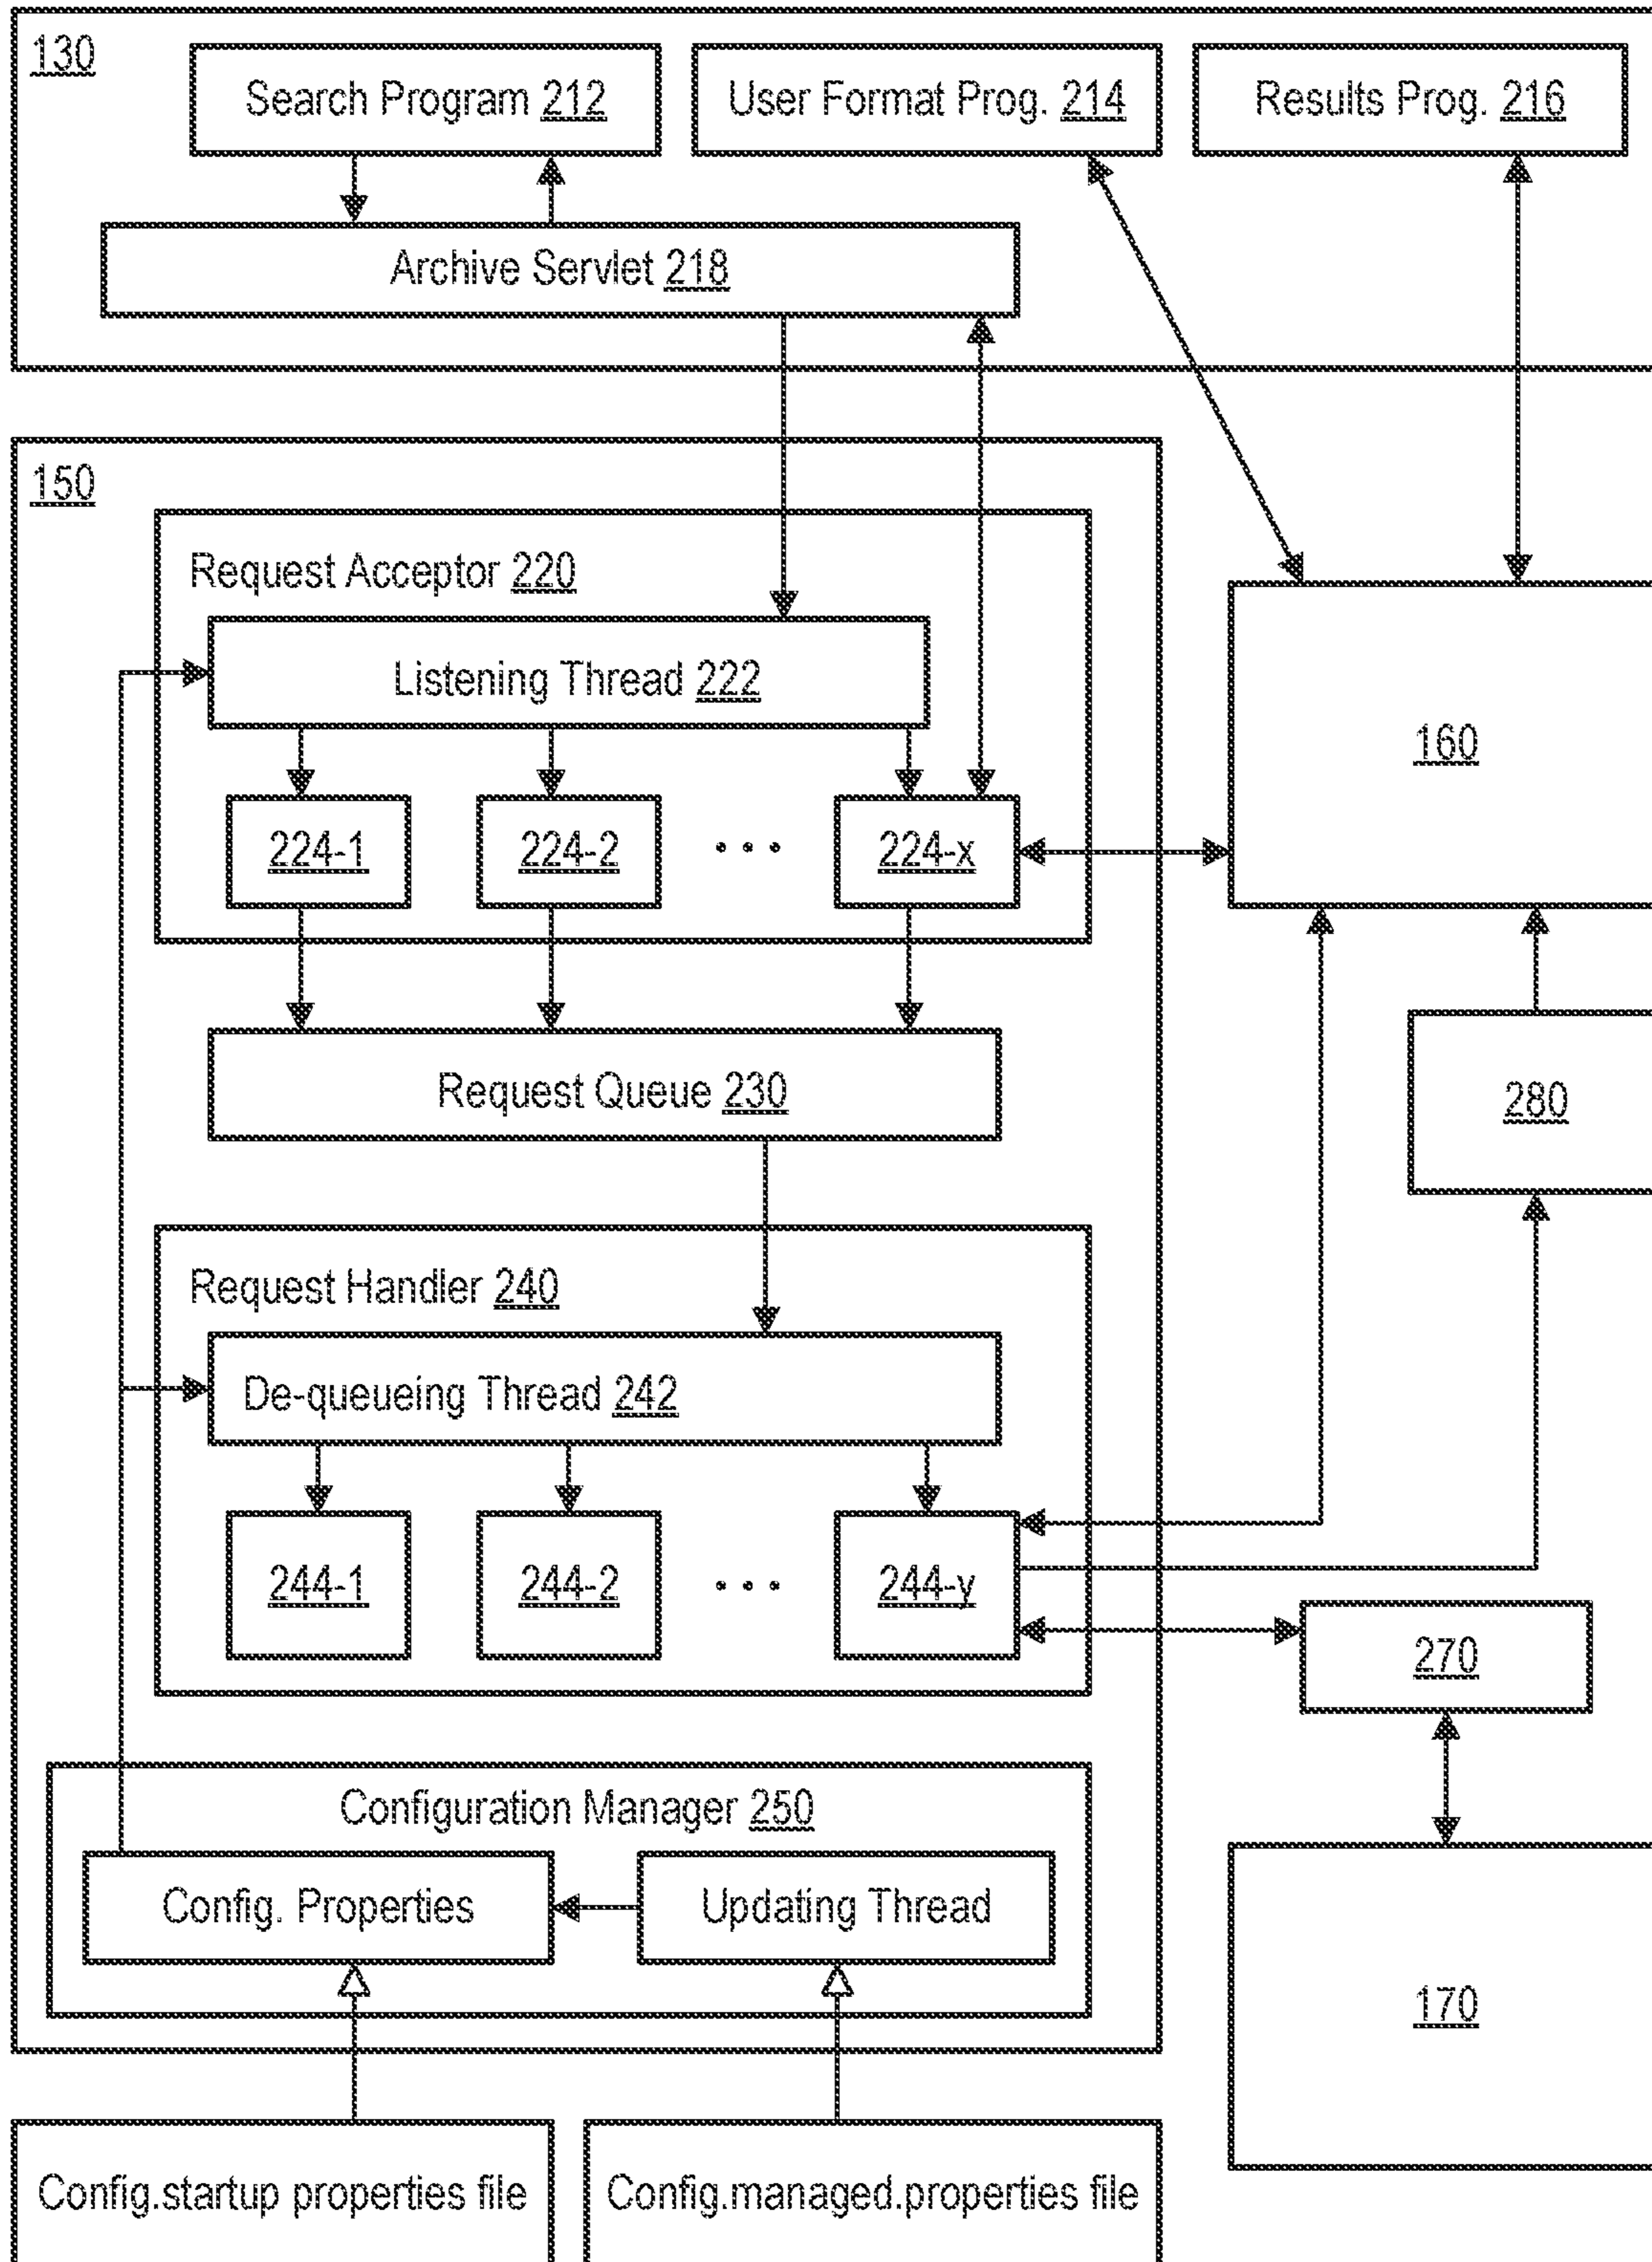 130
Search Program 212
User Format Prog. 214
Results Prog. 216
Archive Servlet 218
150
Request Acceptor 220
Listening Thread 222
160
224-1
224-2
• • •
224-x
Request Queue 230
280
Request Handler 240
De-queueing Thread 242
244-1
244-2
• • •
244-y
270
Configuration Manager 250
Config. Properties
Updating Thread
170
Config.startup properties file
Config.managed.properties file